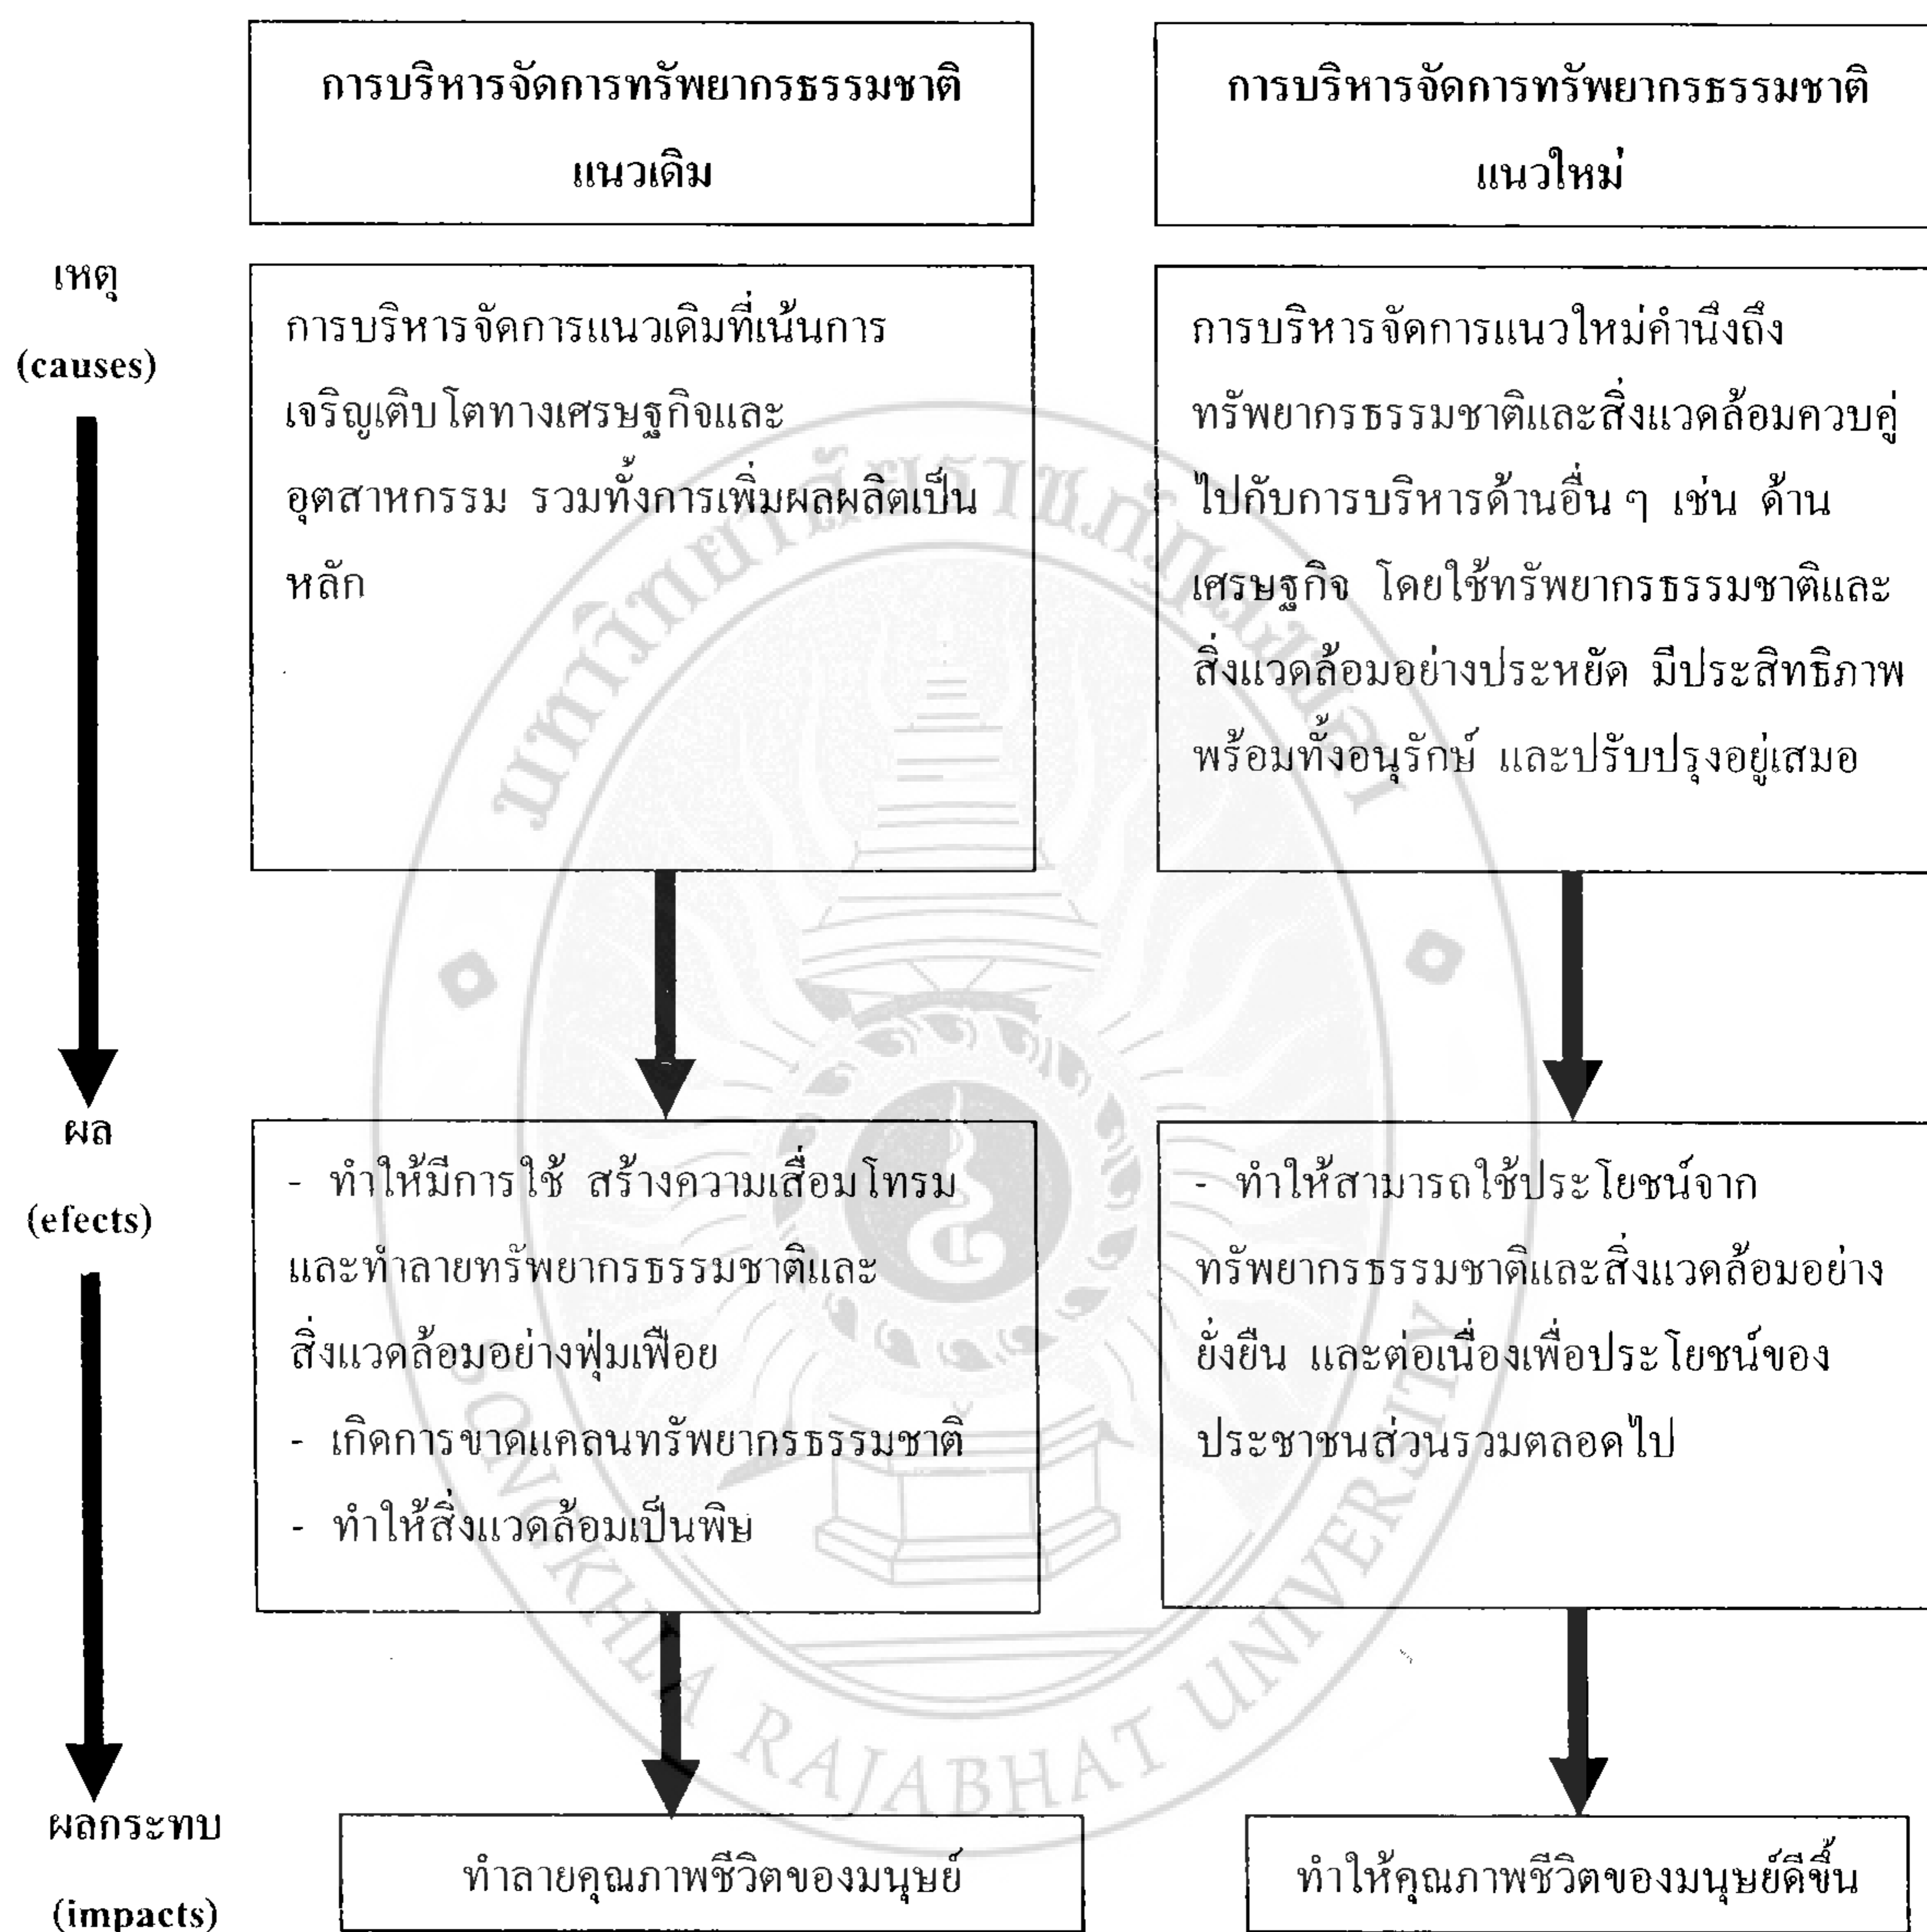 การบริหารจัดการทรัพยากรธรรมชาติ
แนวเดิม
การบริหารจัดการทรัพยากรธรรมชาติ
แนวใหม่
เหตุ
(causes)
การบริหารจัดการแนวเดิมที่เน้นการ
เจริญเติบโตทางเศรษฐกิจและ
อุตสาหกรรม รวมทั้งการเพิ่มผลผลิตเป็น
หลัก
การบริหารจัดการแนวใหม่คำนึงถึง
ทรัพยากรธรรมชาติและสิ่งแวดล้อมควบคู่
ไปกับการบริหารด้านอื่น ๆ เช่น ด้าน
เศรษฐกิจ โดยใช้ทรัพยากรธรรมชาติและ
สิ่งแวดล้อมอย่างประหยัด มีประสิทธิภาพ
พร้อมทั้งอนุรักษ์ และปรับปรุงอยู่เสมอ
ผล
(efects)
- ทำให้มีการใช้ สร้างความเสื่อมโทรม
และทำลายทรัพยากรธรรมชาติและ
สิ่งแวดล้อมอย่างฟุ่มเฟือย
- เกิดการขาดแคลนทรัพยากรธรรมชาติ
- ทำให้สิ่งแวดล้อมเป็นพิษ
- ทำให้สามารถใช้ประโยชน์จาก
ทรัพยากรธรรมชาติและสิ่งแวดล้อมอย่าง
ยั่งยืน และต่อเนื่องเพื่อประโยชน์ของ
ประชาชนส่วนรวมตลอดไป
ผลกระทบ
(impacts)
ทำลายคุณภาพชีวิตของมนุษย์
ทำให้คุณภาพชีวิตของมนุษย์ดีขึ้น
มหาวิทยาลัยราชภัฏสงขลา
SONGKHLA RAJABHAT UNIVERSITY